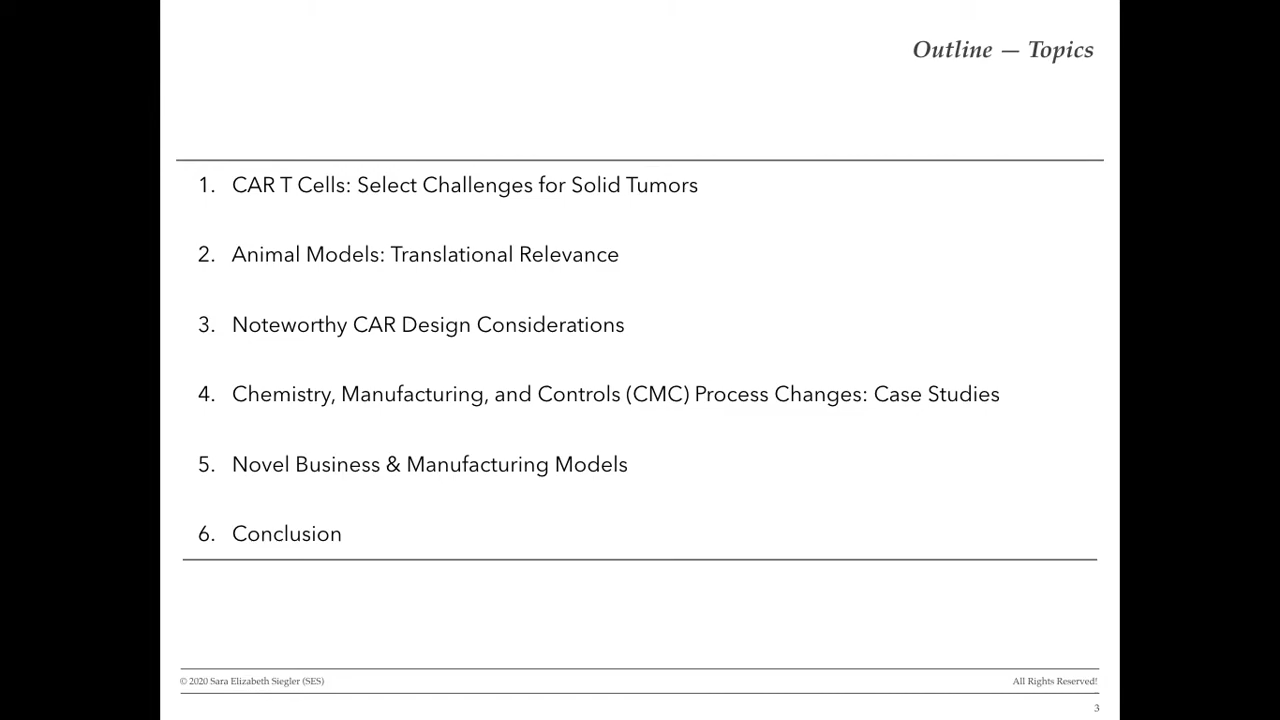 Outline — Topics
1. CAR T Cells: Select Challenges for Solid Tumors
2. Animal Models: Translational Relevance
3. Noteworthy CAR Design Considerations
4. Chemistry, Manufacturing, and Controls (CMC) Process Changes: Case Studies
5. Novel Business & Manufacturing Models
6. Conclusion
© 2020 Sara Elizabeth Siegler (SES) All Rights Reserved!
3